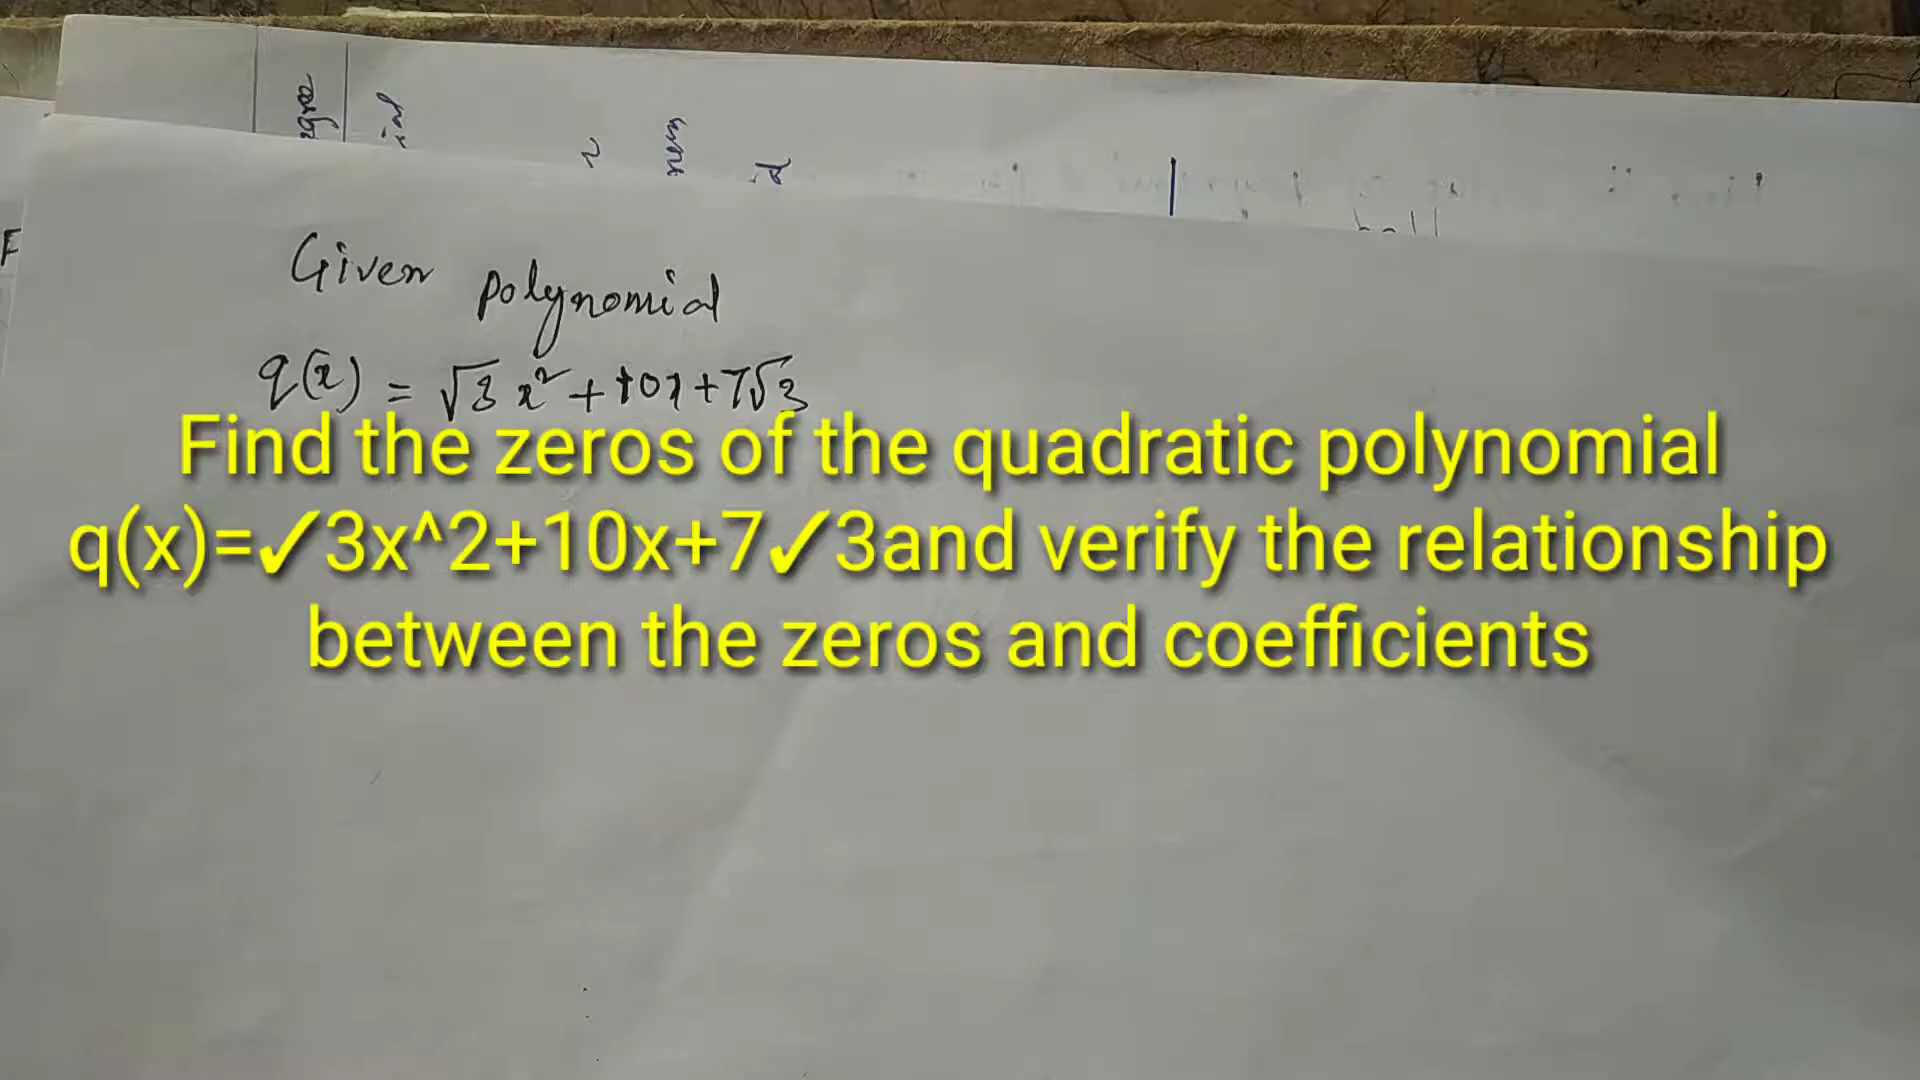 Given polynomial
q(x) = √3 x² + 10x + 7√3
Find the zeros of the quadratic polynomial
q(x)=✓3x^2+10x+7✓3and verify the relationship
between the zeros and coefficients